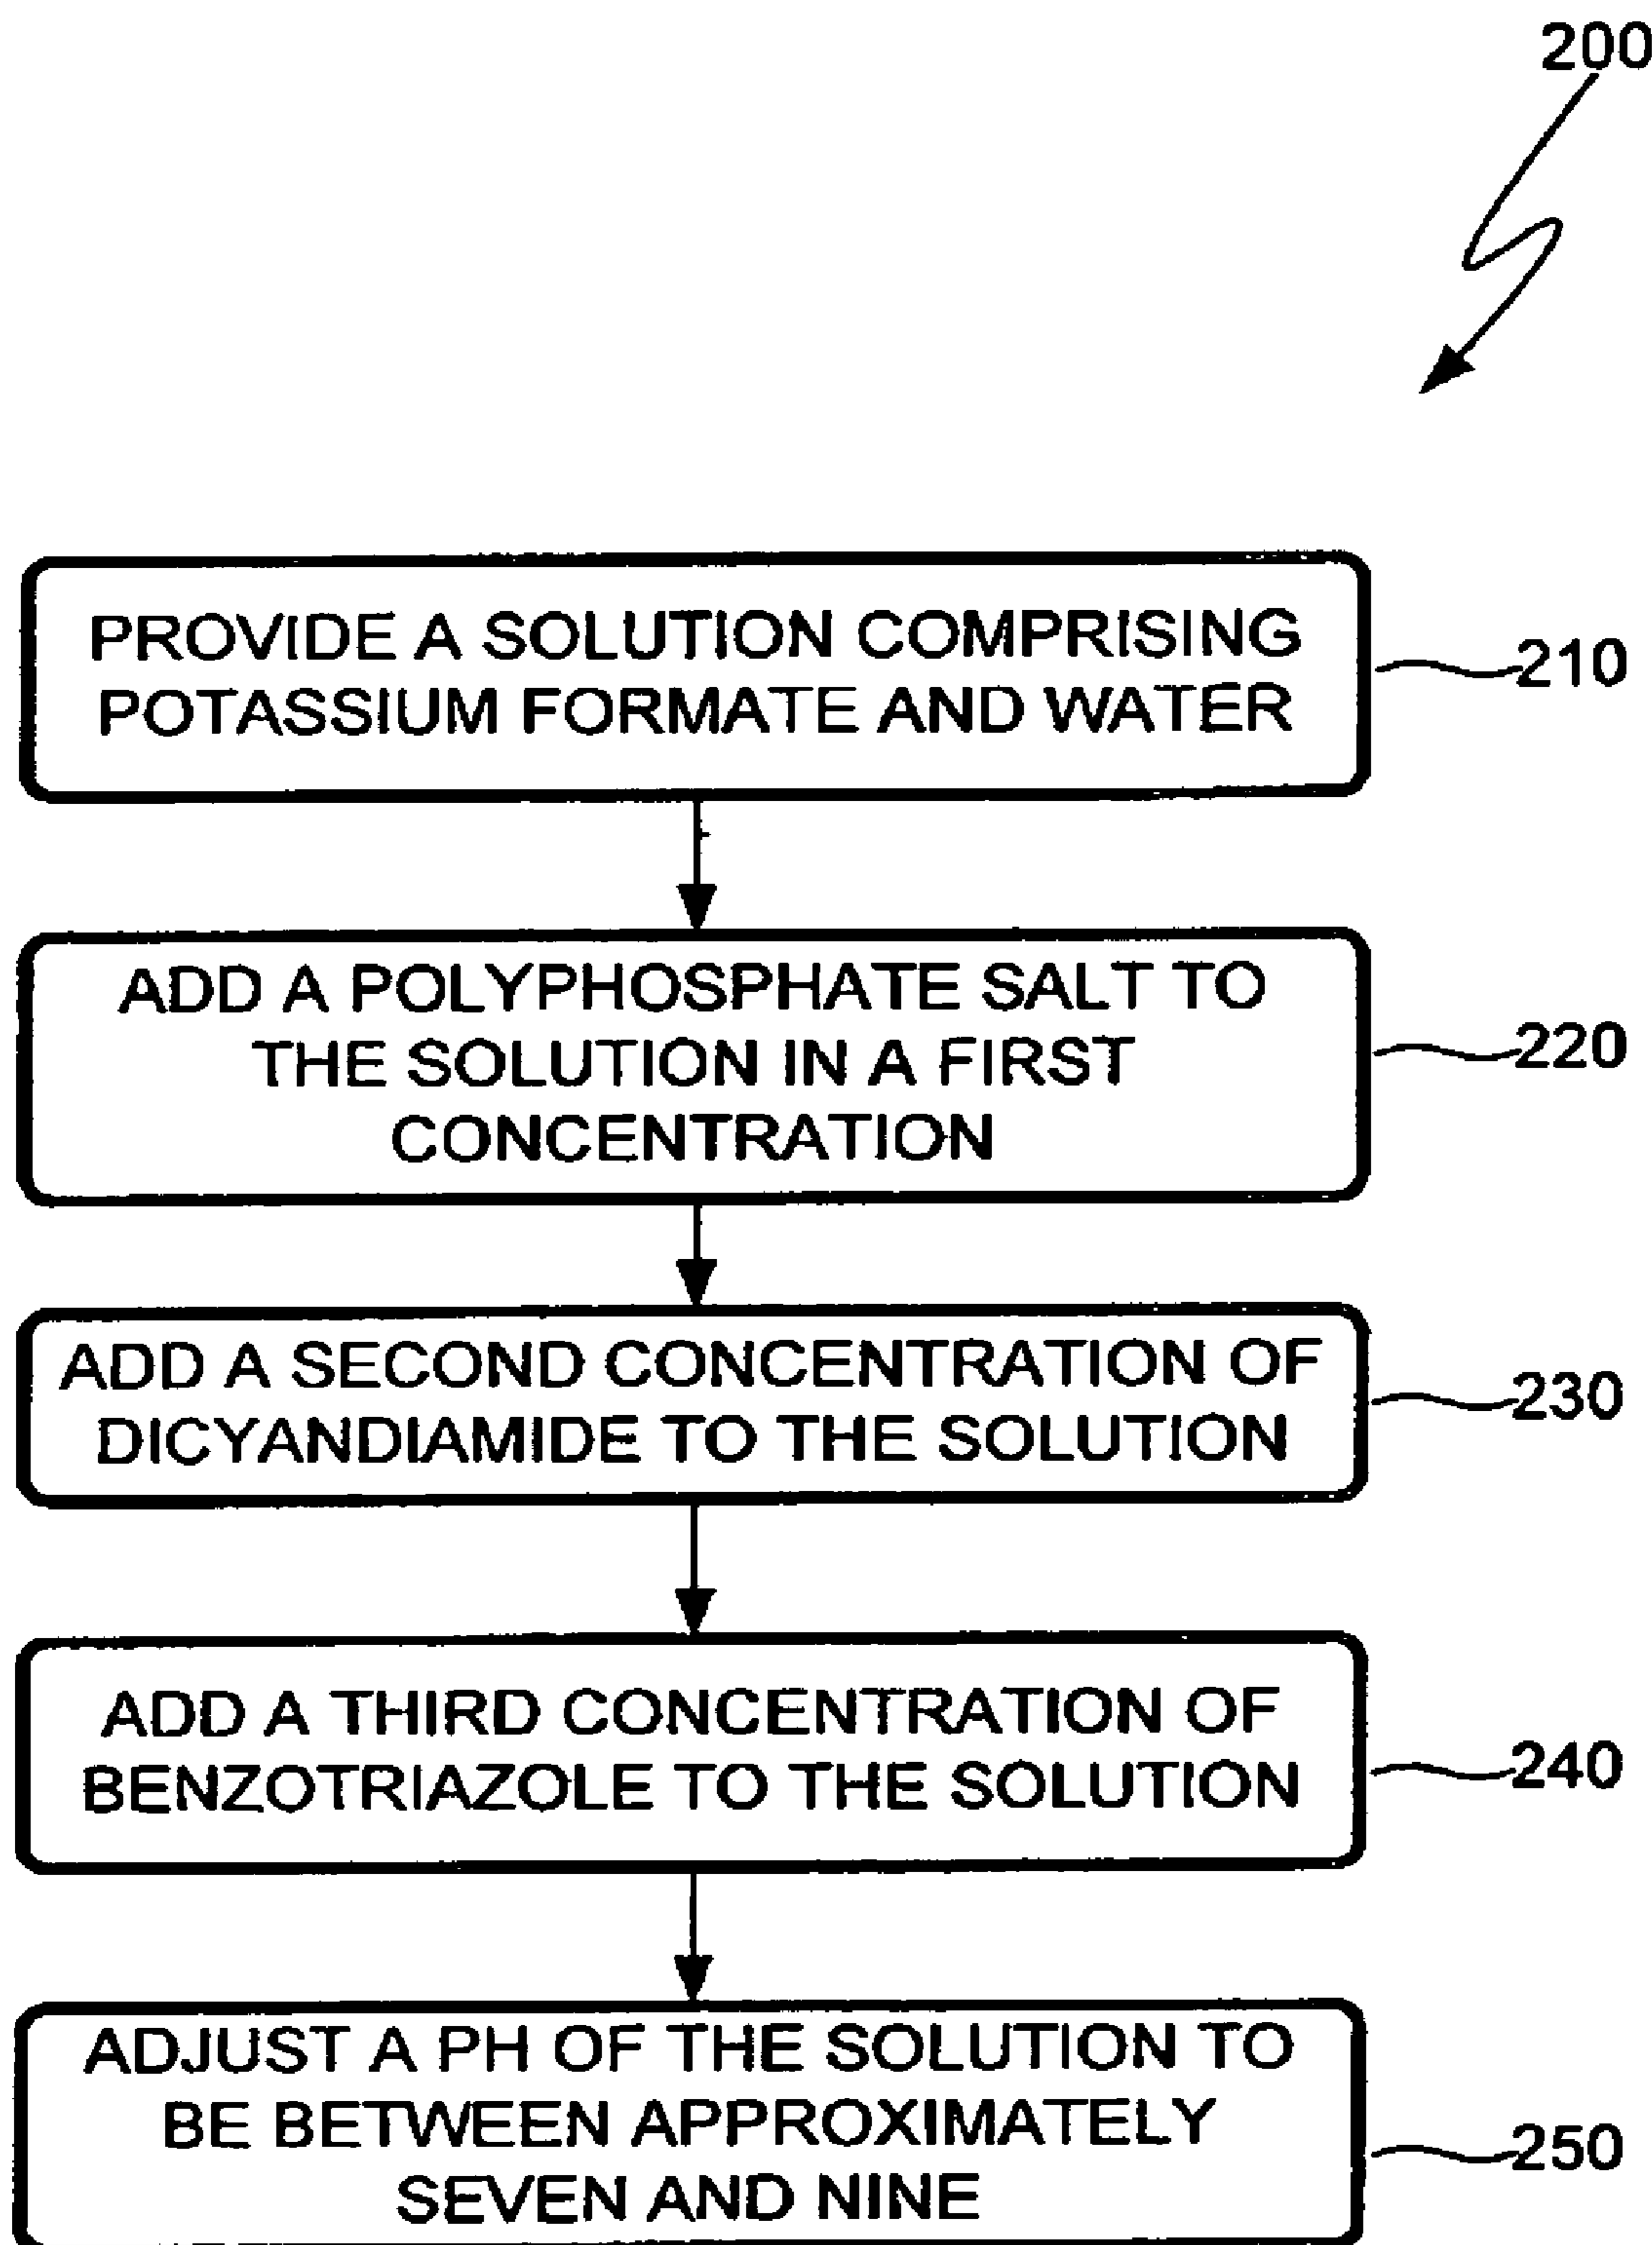 200
PROVIDE A SOLUTION COMPRISING
POTASSIUM FORMATE AND WATER
210
ADD A POLYPHOSPHATE SALT TO
THE SOLUTION IN A FIRST
CONCENTRATION
220
ADD A SECOND CONCENTRATION OF
DICYANDIAMIDE TO THE SOLUTION
230
ADD A THIRD CONCENTRATION OF
BENZOTRIAZOLE TO THE SOLUTION
240
ADJUST A PH OF THE SOLUTION TO
BE BETWEEN APPROXIMATELY
SEVEN AND NINE
250